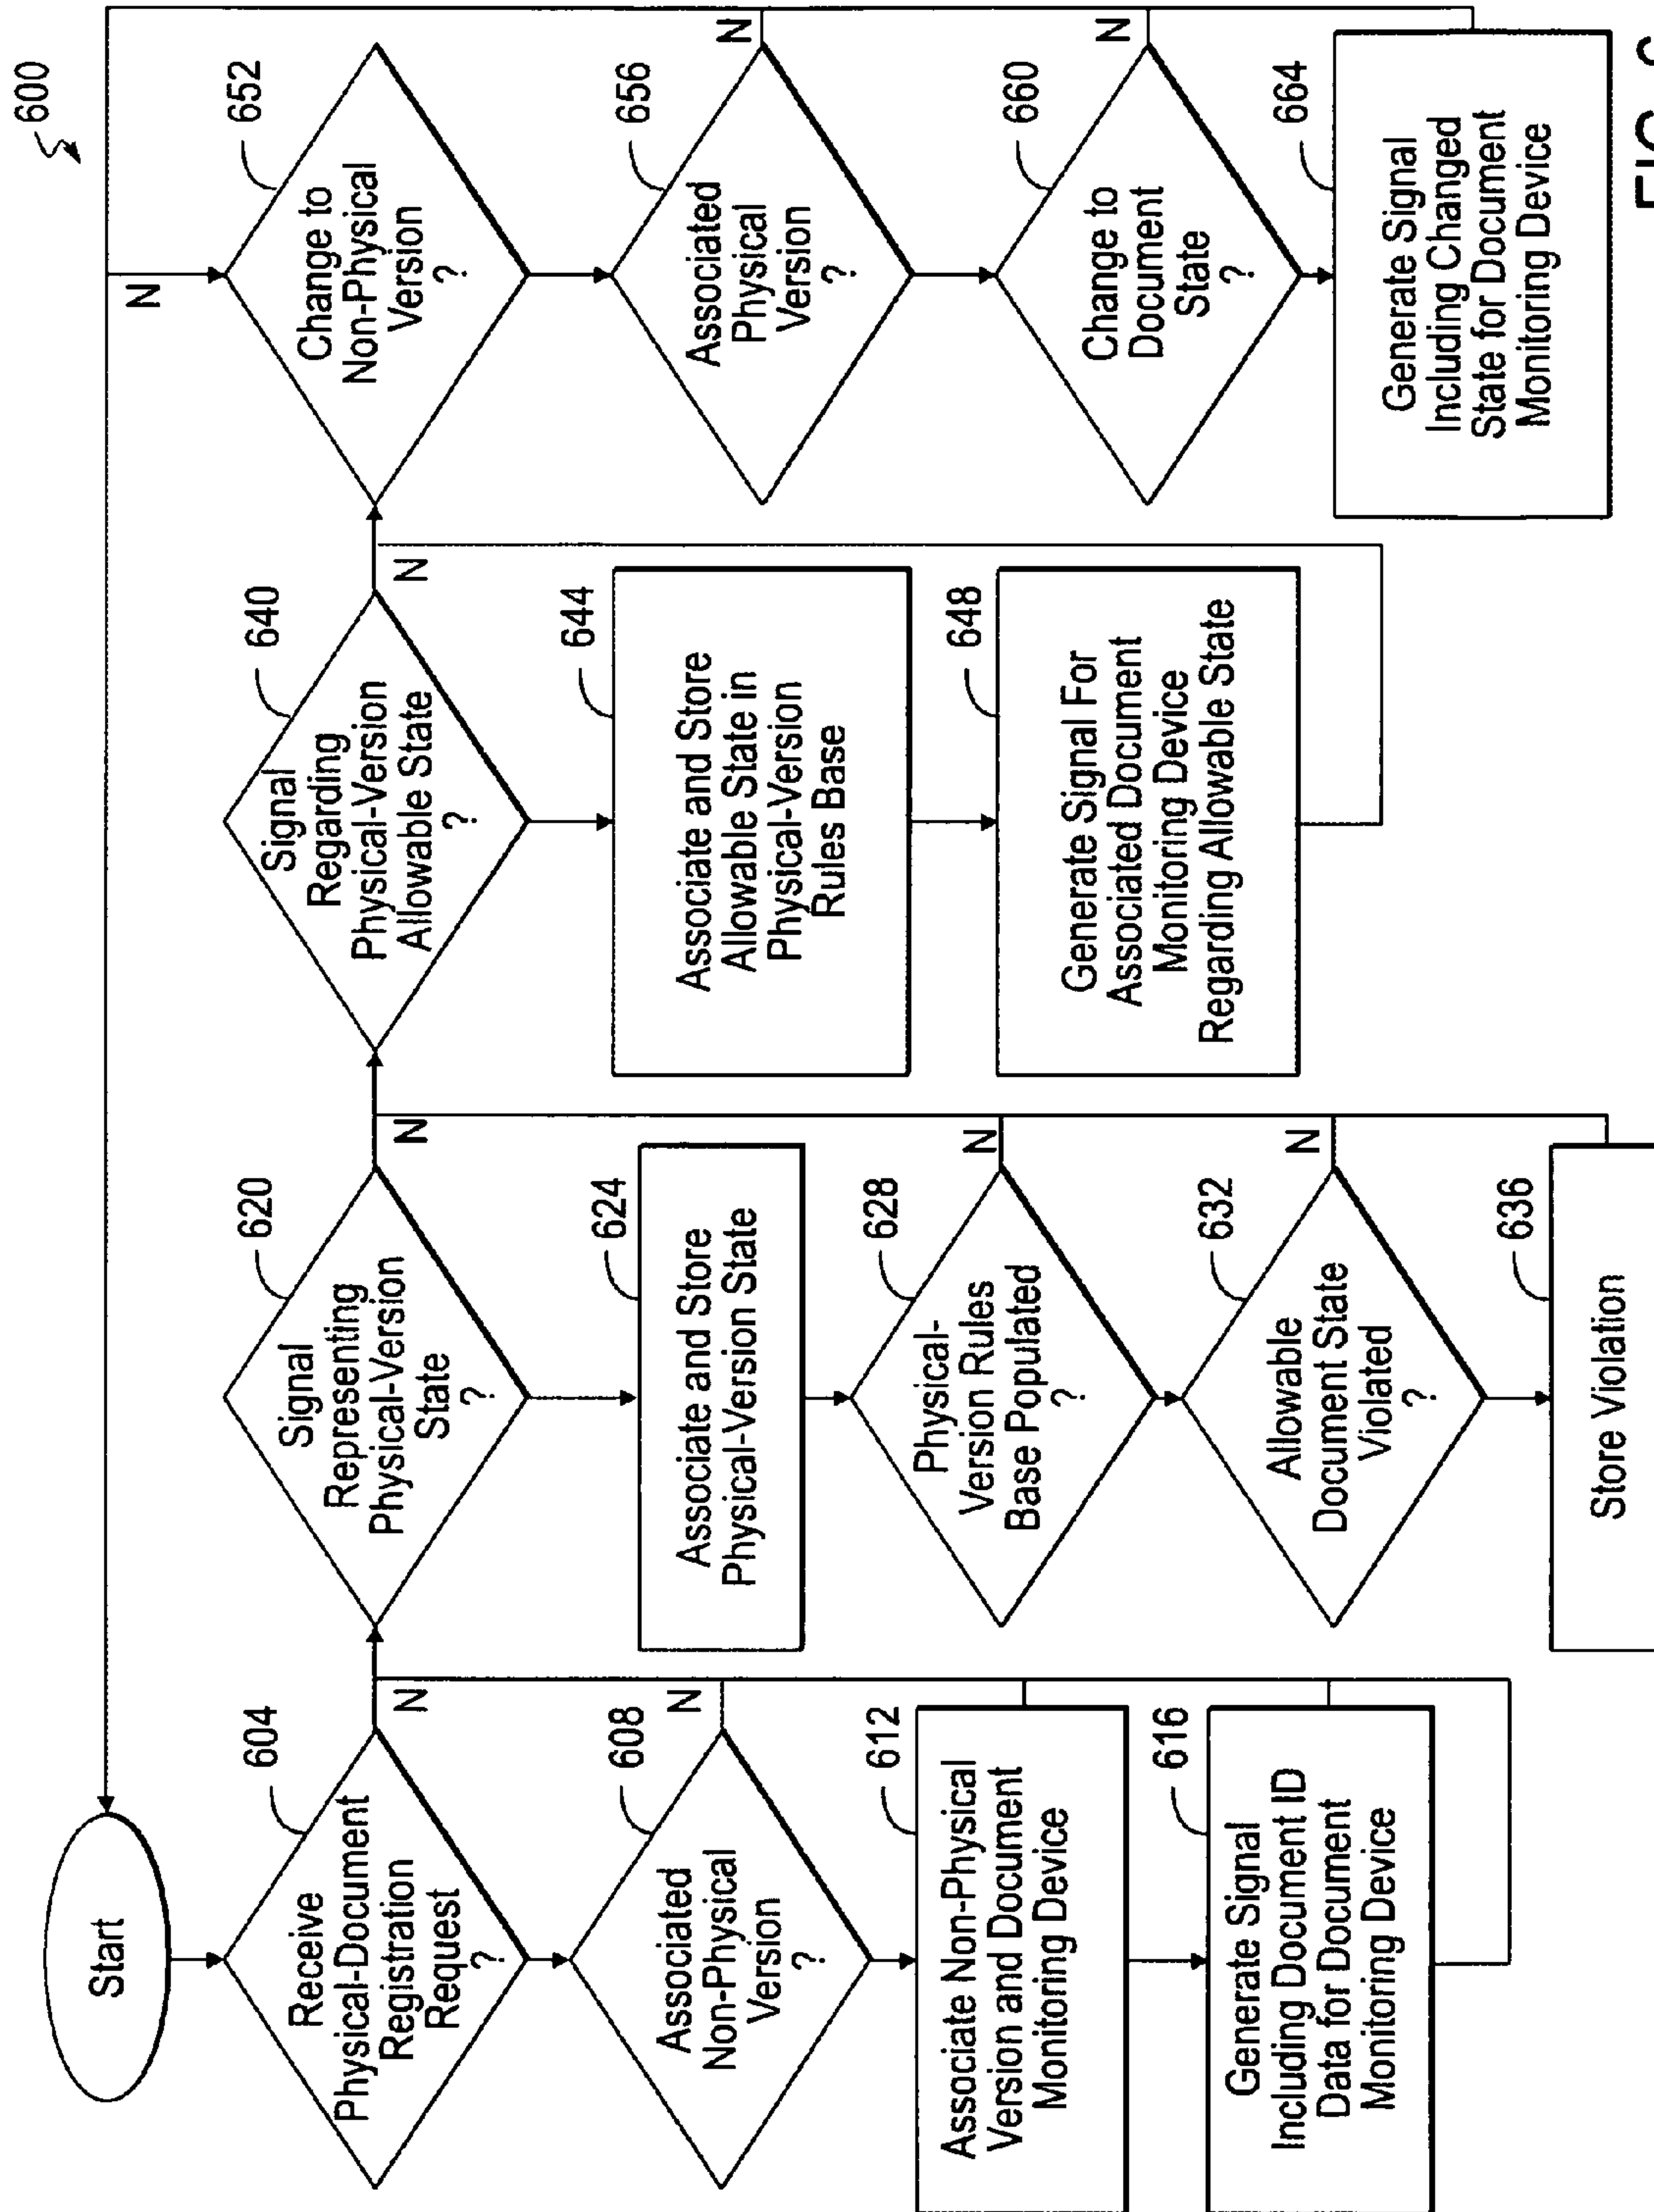 600
Start
604
Receive
Physical-Document
Registration
Request
?
N
608
Associated
Non-Physical
Version
?
N
612
Associate Non-Physical
Version and Document
Monitoring Device
616
Generate Signal
Including Document ID
Data for Document
Monitoring Device
620
Signal
Representing
Physical-Version
State
?
N
624
Associate and Store
Physical-Version State
628
Physical-
Version Rules
Base Populated
?
N
632
Allowable
Document State
Violated
?
N
636
Store Violation
640
Signal
Regarding
Physical-Version
Allowable State
?
N
644
Associate and Store
Allowable State in
Physical-Version
Rules Base
648
Generate Signal For
Associated Document
Monitoring Device
Regarding Allowable State
N
652
Change to
Non-Physical
Version
?
656
Associated
Physical
Version
?
N
660
Change to
Document
State
?
N
664
Generate Signal
Including Changed
State for Document
Monitoring Device